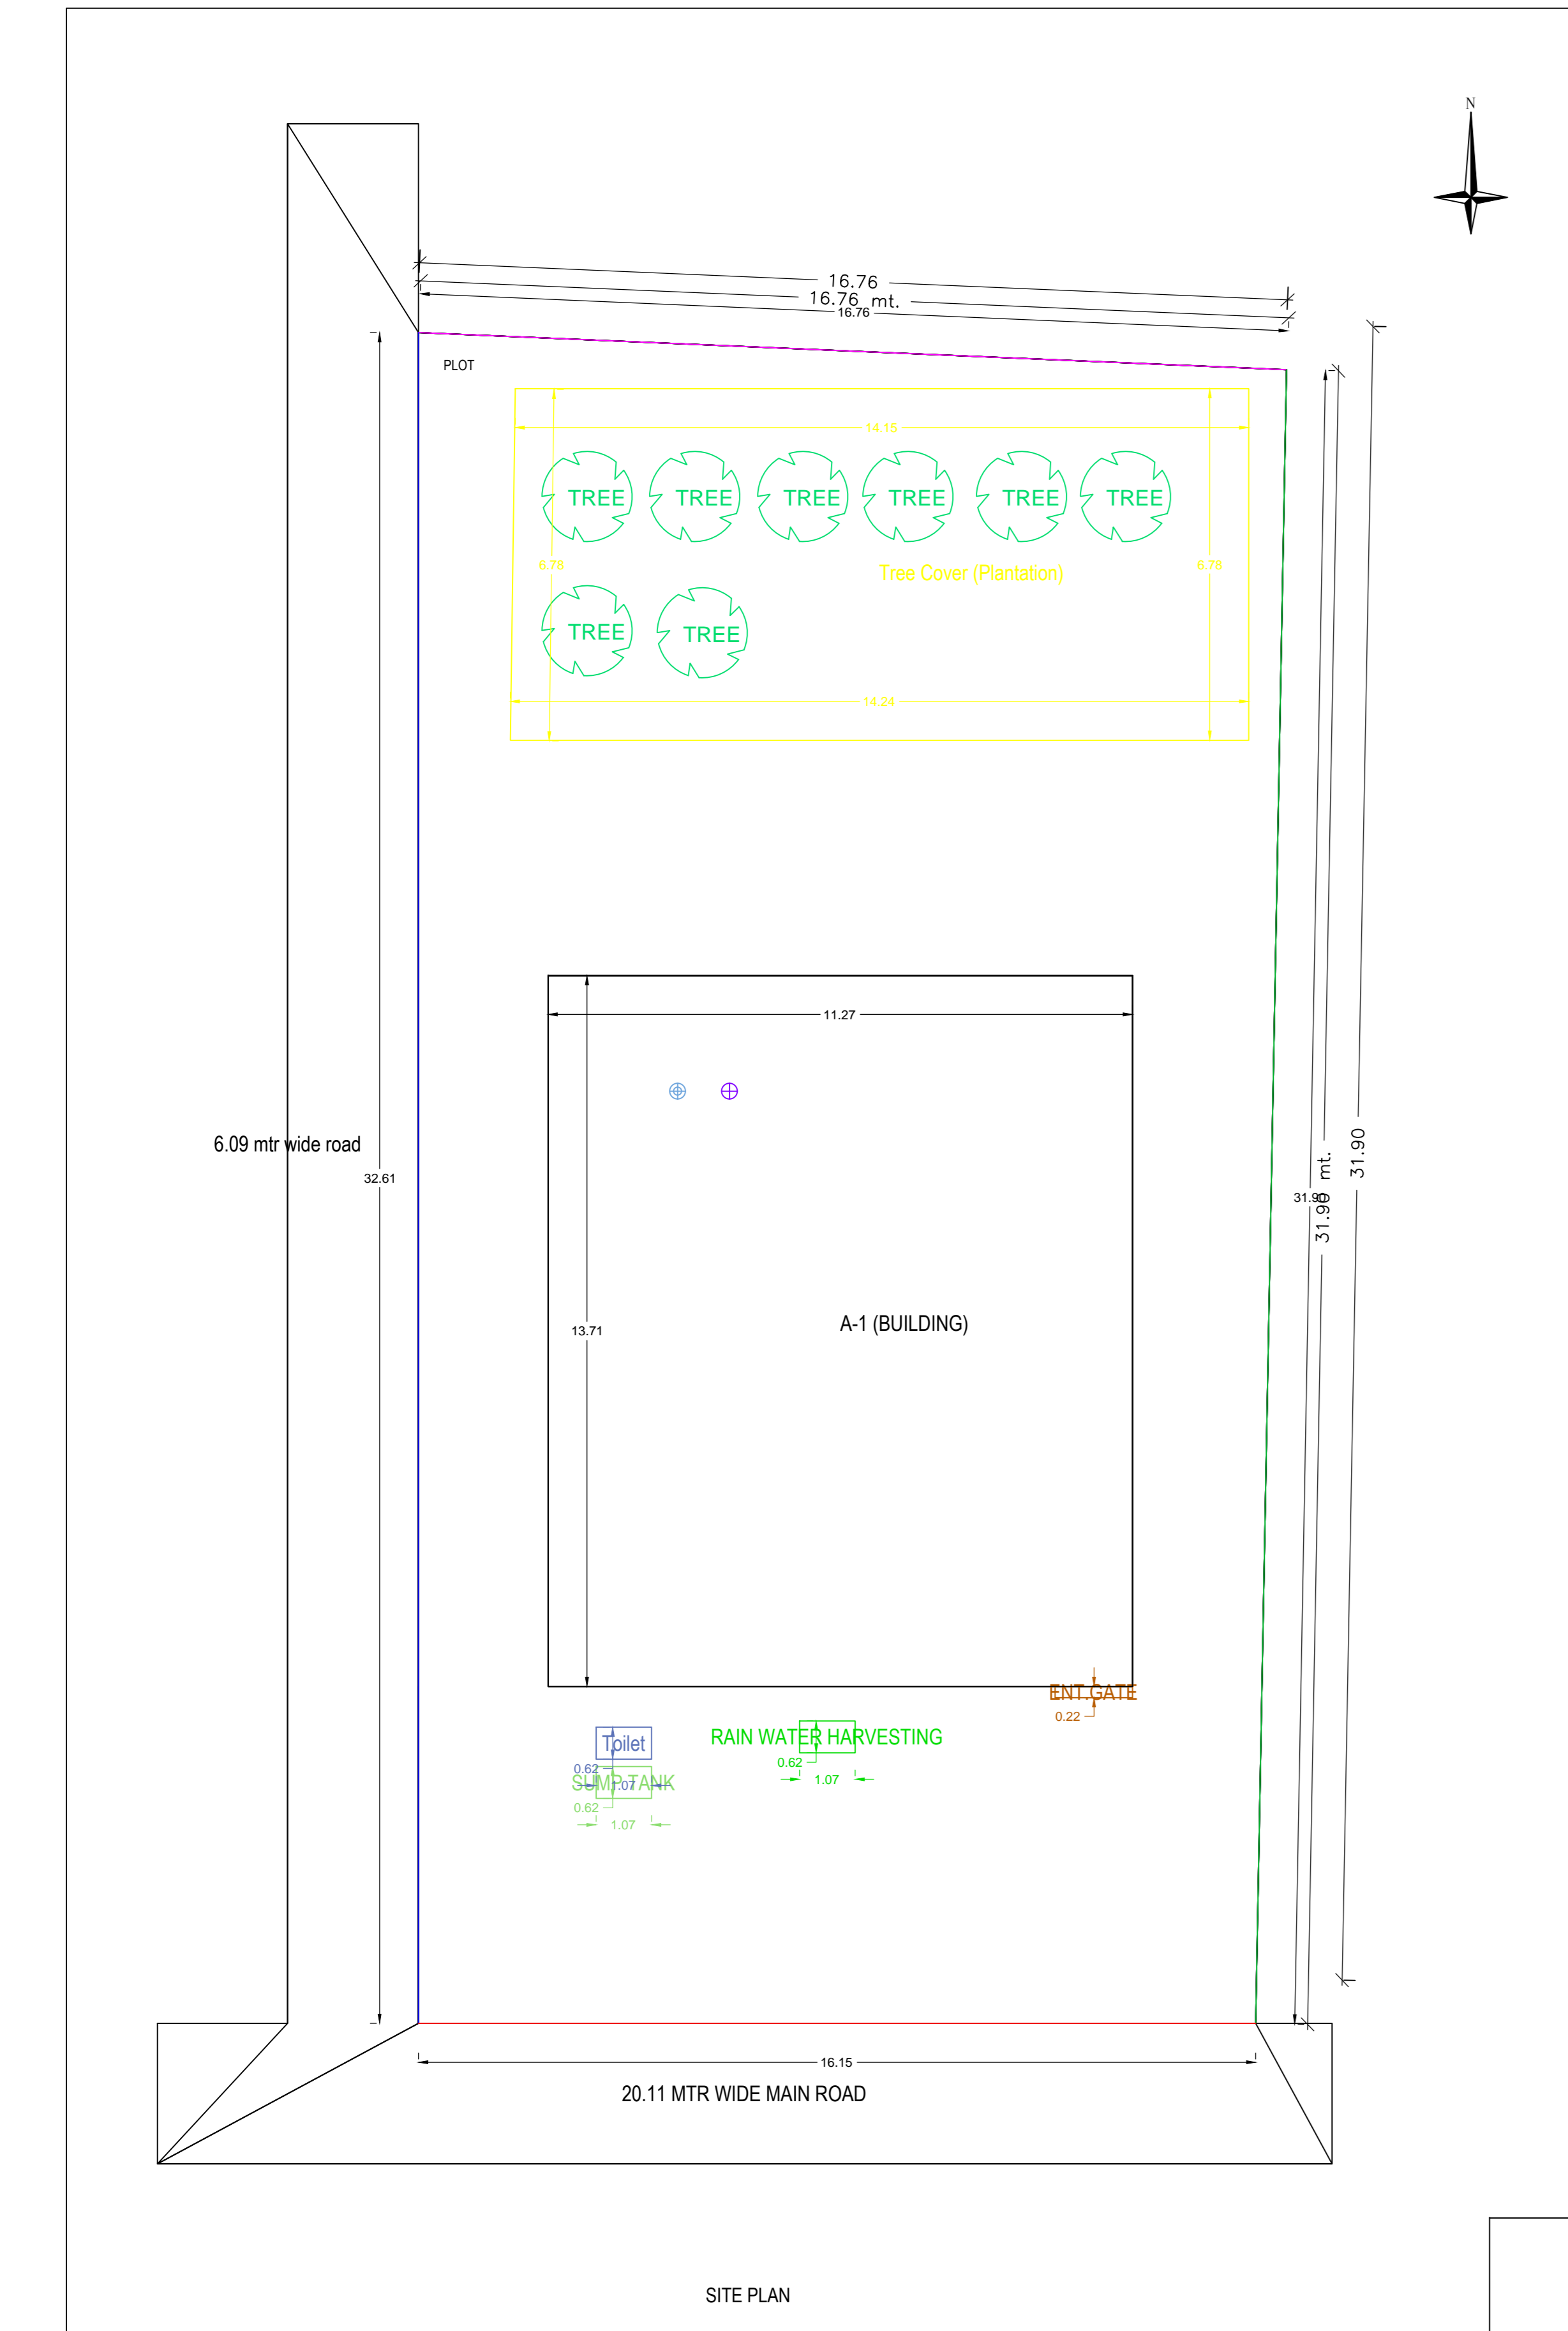 N
16.76
16.76 mt.
16.76
PLOT
14.15
TREE TREE TREE TREE TREE TREE
6.78
Tree Cover (Plantation)
6.78
TREE TREE
14.24
11.27
6.09 mtr wide road
32.61
31.90
31.90 mt.
31.90
A-1 (BUILDING)
13.71
ENT.GATE
0.22
RAIN WATER HARVESTING
Toilet
0.62
0.62
1.07
SUMP TANK
1.07
0.62
1.07
16.15
20.11 MTR WIDE MAIN ROAD
SITE PLAN